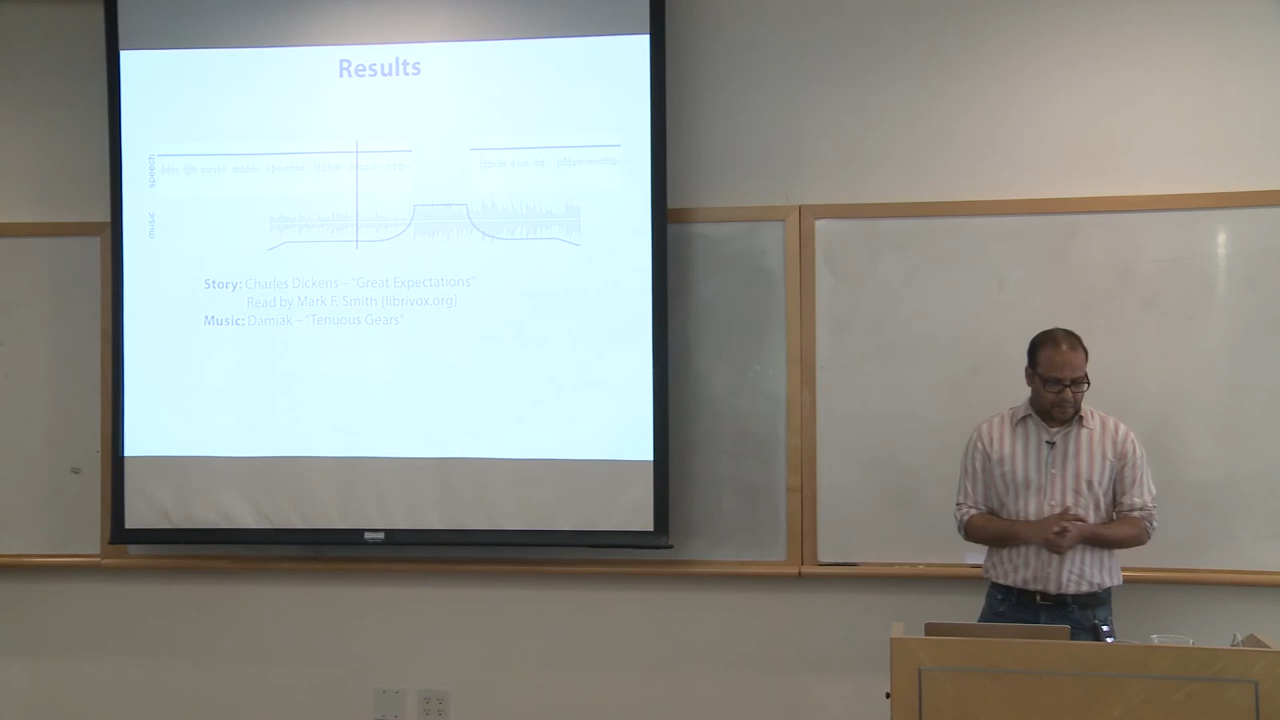 Results
speech
music
Story: Charles Dickens – "Great Expectations"
Read by Mark F. Smith [librivox.org]
Music: Damiak – "Tenuous Gears"